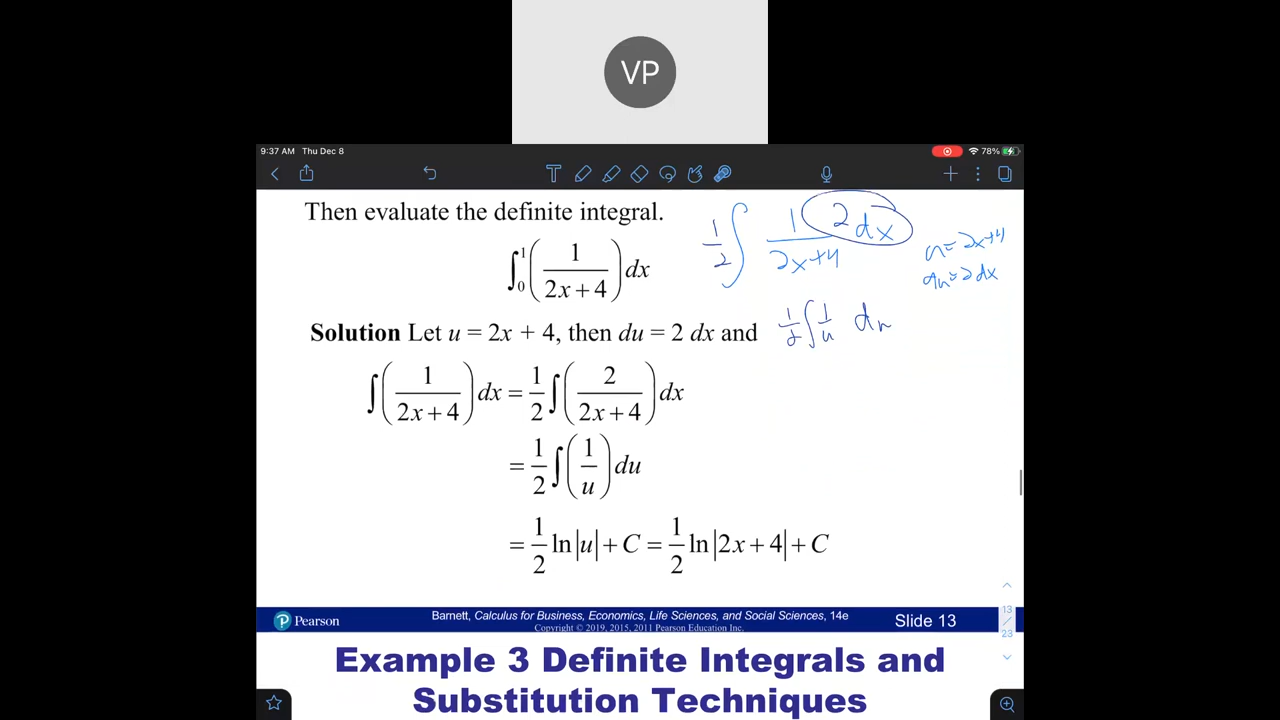 VP
9:37 AM Thu Dec 8
78%
Then evaluate the definite integral.
∫₀¹ (1/(2x + 4)) dx
1/2 ∫ 1/(2x+4) 2dx
u=2x+4
du=2dx
Solution Let u = 2x + 4, then du = 2 dx and
1/2 ∫ 1/u du
∫ (1/(2x + 4)) dx = 1/2 ∫ (2/(2x + 4)) dx
= 1/2 ∫ (1/u) du
= 1/2 ln|u| + C = 1/2 ln|2x + 4| + C
Pearson
Barnett, Calculus for Business, Economics, Life Sciences, and Social Sciences, 14e
Copyright © 2019, 2015, 2011 Pearson Education Inc.
Slide 13
13
/
23
Example 3 Definite Integrals and
Substitution Techniques